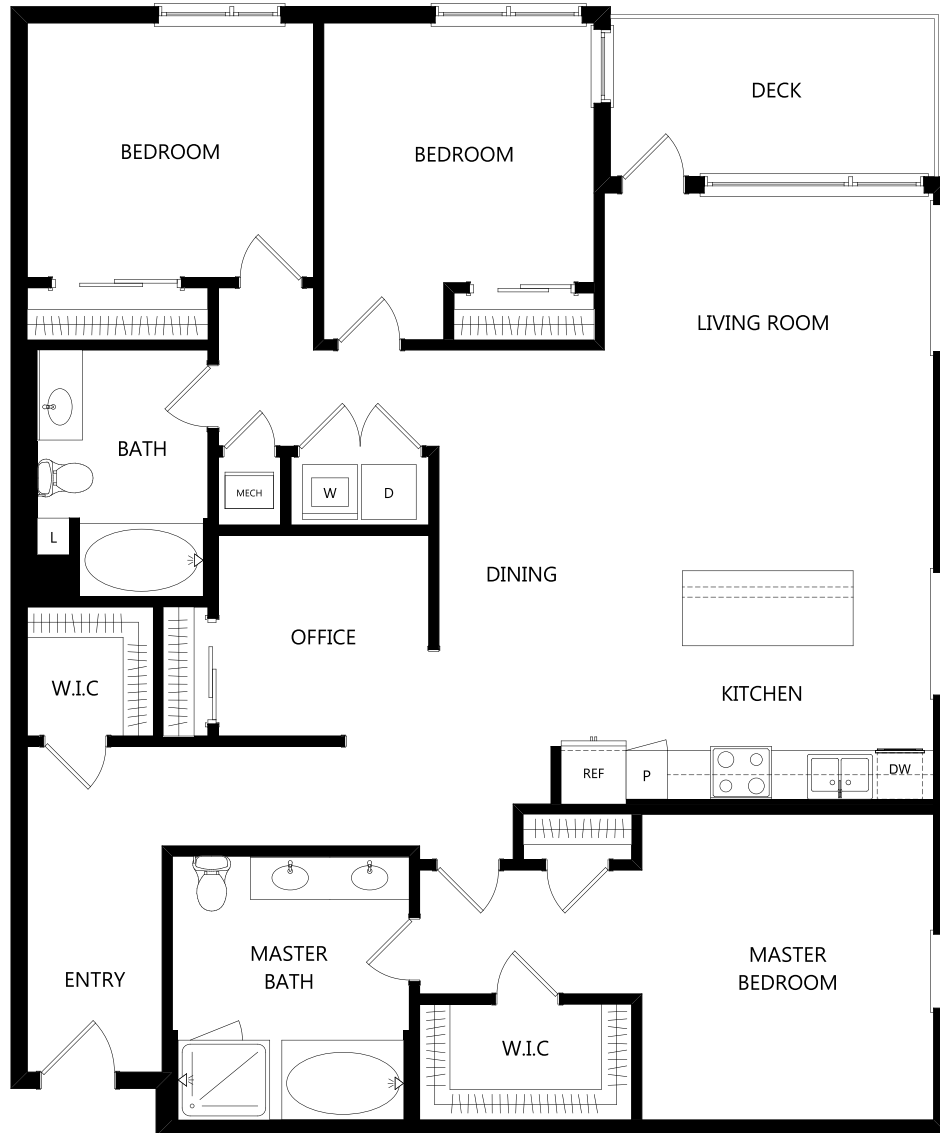 DECK
BEDROOM
BEDROOM
LIVING ROOM
BATH
MECH
W
D
L
DINING
OFFICE
W.I.C
KITCHEN
REF
P
DW
MASTER
BATH
MASTER
BEDROOM
ENTRY
W.I.C